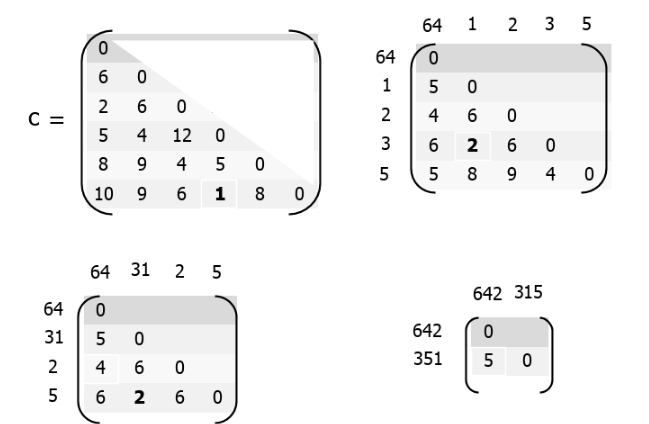 c =
0
6 0
2 6 0
5 4 12 0
8 9 4 5 0
10 9 6 1 8 0
64 1 2 3 5
64 0
1 5 0
2 4 6 0
3 6 2 6 0
5 5 8 9 4 0
64 31 2 5
64 0
31 5 0
2 4 6 0
5 6 2 6 0
642 315
642 0
351 5 0